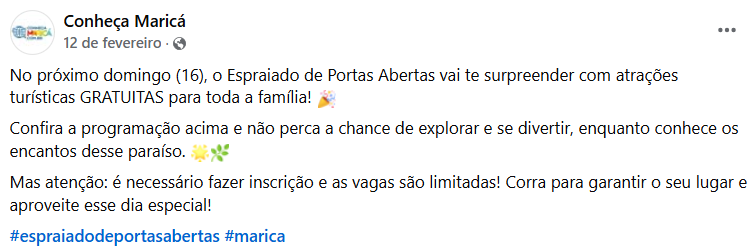 Conheça Maricá
12 de fevereiro ·
No próximo domingo (16), o Espraiado de Portas Abertas vai te surpreender com atrações
turísticas GRATUITAS para toda a família! 🎉
Confira a programação acima e não perca a chance de explorar e se divertir, enquanto conhece os
encantos desse paraíso. 🌟🌿
Mas atenção: é necessário fazer inscrição e as vagas são limitadas! Corra para garantir o seu lugar e
aproveite esse dia especial!
#espraiadodeportasabertas #marica